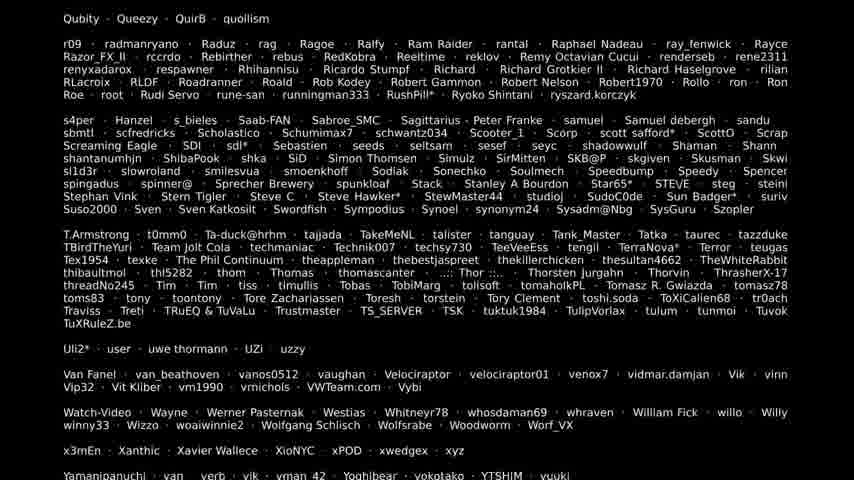 Qubity · Queezy · QuirB · quoilism
r09 · radmanryano · Raduz · rag · Ragoe · Ralfy · Ram Raider · rantal · Raphael Nadeau · ray_fenwick · Rayce
Razor_FX_II · rccrdo · Rebirther · rebus · RedKobra · Reeltime · reklov · Remy Octavian Cucui · renderseb · rene2311
renyxadarox · respawner · Rhihannisu · Ricardo Stumpf · Richard · Richard Grotkier II · Richard Haselgrove · rilian
RLacroix · RLDF · Roadranner · Roald · Rob Kodey · Robert Gammon · Robert Nelson · Robert1970 · Rollo · ron · Ron
Roe · root · Rudi Servo · rune-san · runningman333 · RushPil!* · Ryoko Shintani · ryszard.korczyk
s4per · Hanzel · s_bieles · Saab-FAN · Sabroe_SMC · Sagittarius - Peter Franke · samuel · Samuel debergh · sandu
sbmtl · scfredricks · Scholastico · Schumimax7 · schwantz034 · Scooter_1 · Scorp · scott safford* · ScottO · Scrap
Screaming Eagle · SDI · sdl* · Sebastien · seeds · seitsam · sesef · seyc · shadowwulf · Shaman · Shann
shantanumhjn · ShibaPook · shka · SiD · Simon Thomsen · Simulz · SirMitten · SKB@P · skgiven · Skusman · Skwi
sl1d3r · slowroland · smilesvua · smoenkhoff · Sodiak · Sonechko · Soulmech · Speedbump · Speedy · Spencer
spingadus · spinner@ · Sprecher Brewery · spunkloaf · Stack · Stanley A Bourdon · Star65* · STE\/E · steg · steini
Stephan Vink · Stern Tigler · Steve C · Steve Hawker* · StewMaster44 · studioj · SudoC0de · Sun Badger* · suriv
Suso2000 · Sven · Sven Katkosilt · Swordfish · Sympodius · Synoel · synonym24 · Sysadm@Nbg · SysGuru · Szopler
T.Armstrong · t0mm0 · Ta-duck@hrhm · tajjada · TakeMeNL · talister · tanguay · Tank_Master · Tatka · taurec · tazzduke
TBirdTheYuri · Team Jolt Cola · techmaniac · Technik007 · techsy730 · TeeVeeEss · tengii · TerraNova* · Terror · teugas
Tex1954 · texke · The Phil Continuum · theappleman · thebestjaspreet · thekillerchicken · thesultan4662 · TheWhiteRabbit
thibaultmol · thl5282 · thom · Thomas · thomascanter · ..:: Thor ::.. · Thorsten Jurgahn · Thorvin · ThrasherX-17
threadNo245 · Tim · Tim · tiss · timullis · Tobas · TobiMarg · tolisoft · tomaholkPL · Tomasz R. Gwiazda · tomasz78
toms83 · tony · toontony · Tore Zachariassen · Toresh · torstein · Tory Clement · toshi.soda · ToXiCalien68 · tr0ach
Traviss · Treti · TRuEQ & TuVaLu · Trustmaster · TS_SERVER · TSK · tuktuk1984 · TulipVorlax · tulum · tunmoi · Tuvok
TuXRuleZ.be
Uli2* · user · uwe thormann · UZi · uzzy
Van Fanel · van_beathoven · vanos0512 · vaughan · Velociraptor · velociraptor01 · venox7 · vidmar.damjan · Vik · vinn
Vip32 · Vit Kliber · vm1990 · vrnichols · VWTeam.com · Vybi
Watch-Video · Wayne · Werner Pasternak · Westias · Whitneyr78 · whosdaman69 · whraven · William Fick · willo · Willy
winny33 · Wizzo · woaiwinnie2 · Wolfgang Schlisch · Wolfsrabe · Woodworm · Worf_VX
x3mEn · Xanthic · Xavier Wallece · XioNYC · xPOD · xwedgex · xyz
Yamanipanuchi · yan · verb · yik · yman_42 · Yoghibear · yokotako · YTSHIM · yuuki